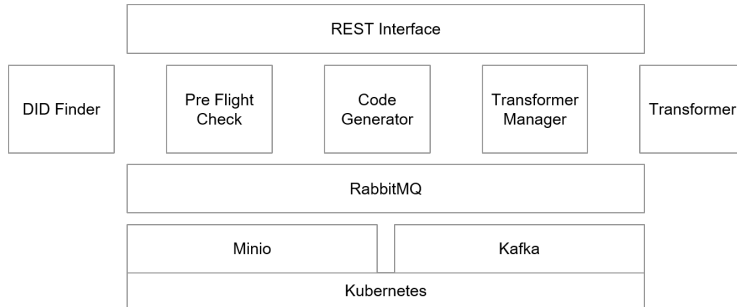 REST Interface
DID Finder
Pre Flight
Check
Code
Generator
Transformer
Manager
Transformer
RabbitMQ
Minio
Kafka
Kubernetes